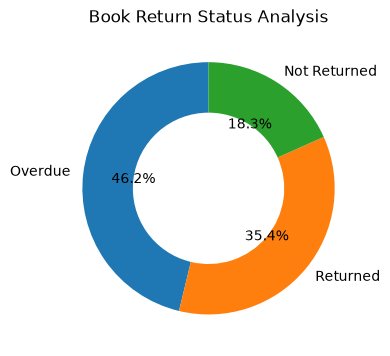 Book Return Status Analysis
Not Returned
18.3%
Overdue
46.2%
35.4%
Returned